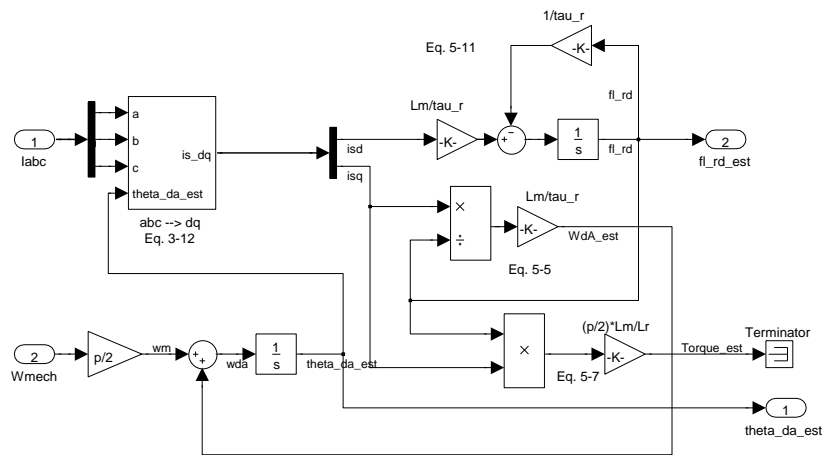 1/tau_r
-K-
Eq. 5-11
fl_rd
Lm/tau_r
1
Iabc
a
b
c
theta_da_est
is_dq
abc --> dq
Eq. 3-12
isd
isq
-K-
+
−
1
s
fl_rd
2
fl_rd_est
Lm/tau_r
×
÷
-K-
WdA_est
Eq. 5-5
2
Wmech
p/2
wm
+
+
wda
1
s
theta_da_est
×
(p/2)*Lm/Lr
-K-
Eq. 5-7
Torque_est
Terminator
1
theta_da_est